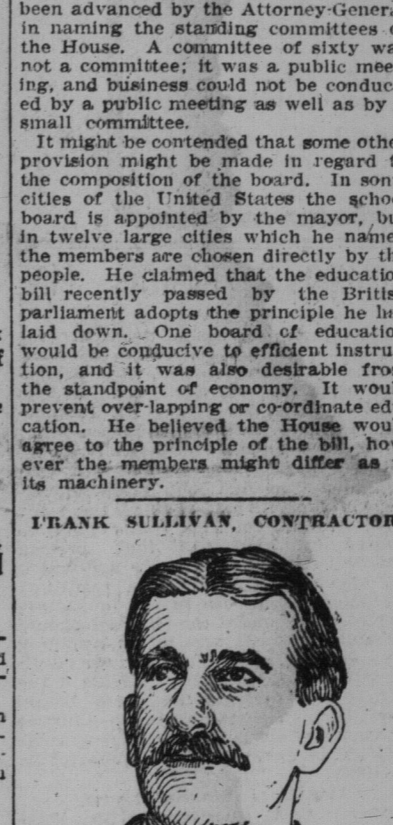 been advanced by the Attorney-Genera
in naming the standing committees
the House. A committee of sixty wa
not a committee; it was a public mee
ing, and business could not be conduc
ed by a public meeting as well as by
small committee.
It might be contended that some othe
provision might be made in regard t
the composition of the board. In som
cities of the United States the schoo
board is appointed by the mayor, bu
in twelve large cities which he name
the members are chosen directly by th
people. He claimed that the educatio
bill recently passed by the Britis
parliament adopts the principle he ha
laid down. One board of educatio
would be conducive to efficient instru
tion, and it was also desirable fro
the standpoint of economy. It woul
prevent over-lapping or co-ordinate ed
cation. He believed the House woul
agree to the principle of the bill, how
ever the members might differ as
its machinery.
FRANK SULLIVAN, CONTRACTOR